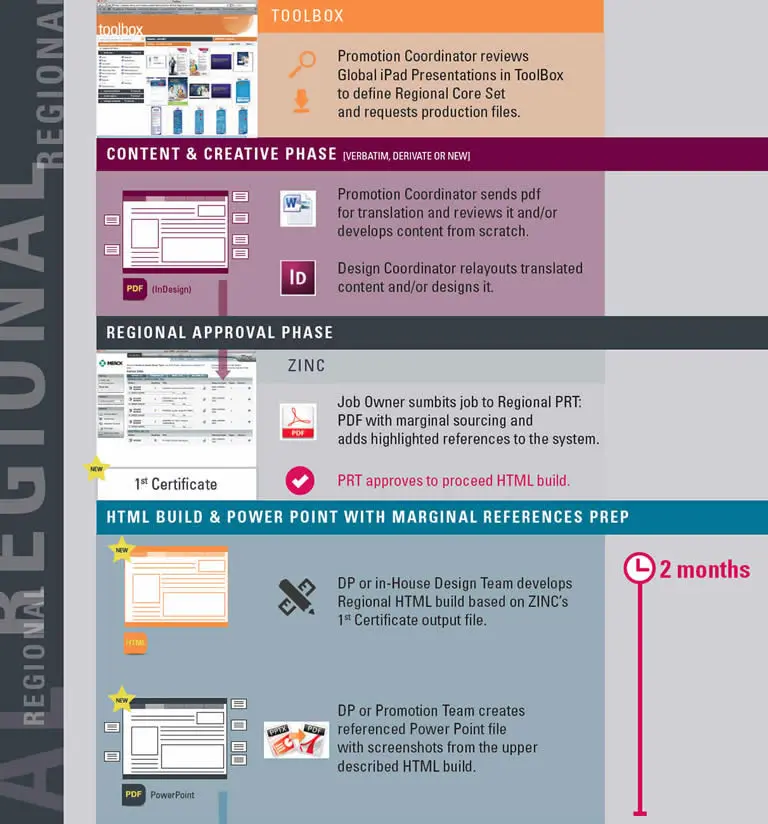 REGIONAL
REGIONAL
REGIONAL
AL
toolbox
TOOLBOX
Promotion Coordinator reviews
Global iPad Presentations in ToolBox
to define Regional Core Set
and requests production files.
CONTENT & CREATIVE PHASE [VERBATIM, DERIVATE OR NEW]
W
Promotion Coordinator sends pdf
for translation and reviews it and/or
develops content from scratch.
PDF (InDesign)
ID
Design Coordinator relayouts translated
content and/or designs it.
REGIONAL APPROVAL PHASE
MERCK
ZINC
PDF
Job Owner sumbits job to Regional PRT:
PDF with marginal sourcing and
adds highlighted references to the system.
NEW
1st Certificate
PRT approves to proceed HTML build.
HTML BUILD & POWER POINT WITH MARGINAL REFERENCES PREP
NEW
HTML
DP or in-House Design Team develops
Regional HTML build based on ZINC’s
1st Certificate output file.
2 months
NEW
PPTX PDF
DP or Promotion Team creates
referenced Power Point file
with screenshots from the upper
described HTML build.
PDF PowerPoint